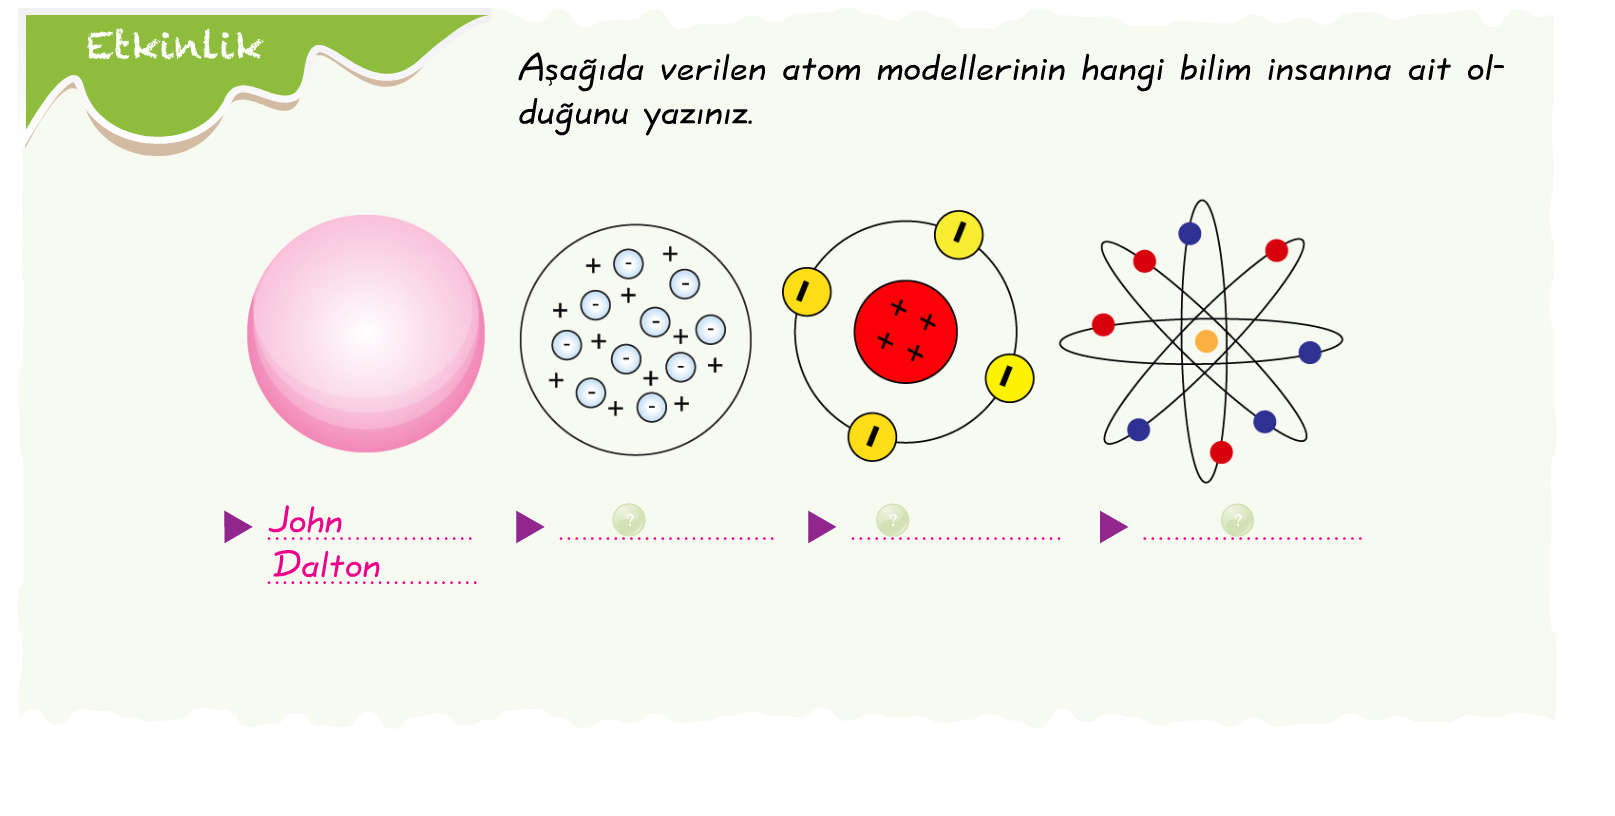 Etkinlik
Aşağıda verilen atom modellerinin hangi bilim insanına ait ol-
duğunu yazınız.
+ - + - + - + - + - - + - + - + + - + - + - +
- - - -
+ + + +
John
Dalton
? ? ?